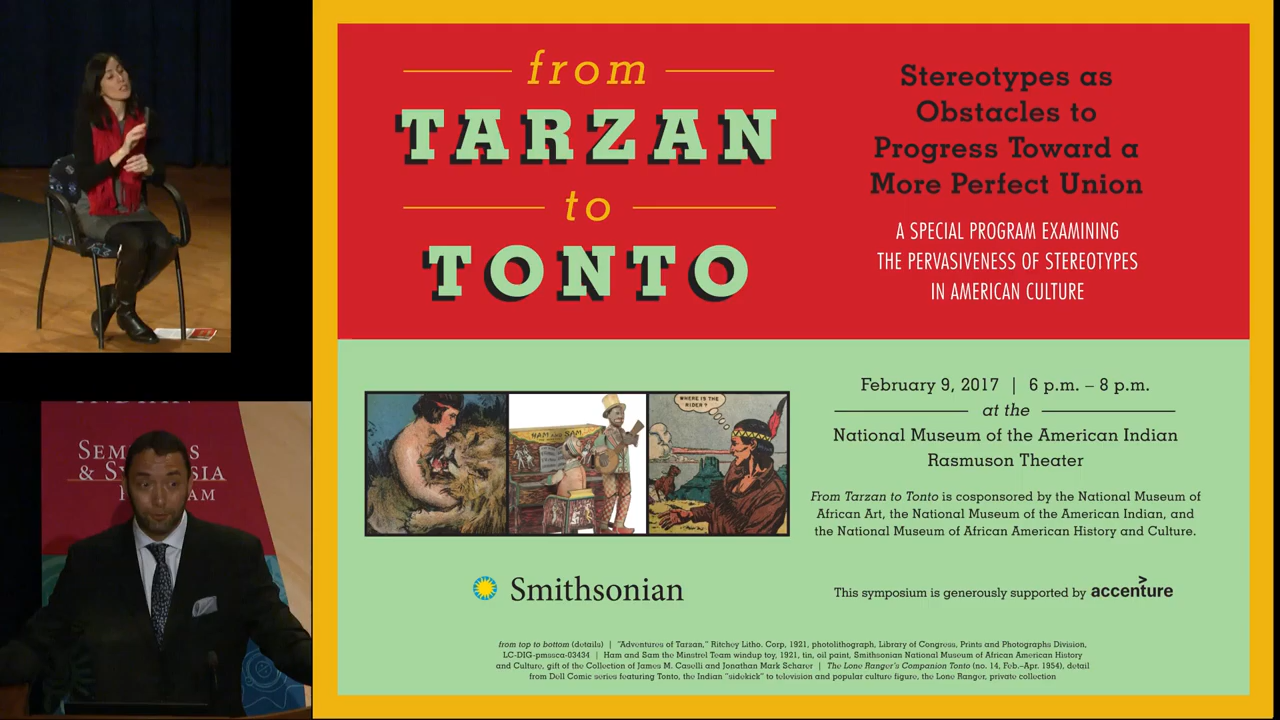 from
TARZAN
to
TONTO
Stereotypes as
Obstacles to
Progress Toward a
More Perfect Union
A SPECIAL PROGRAM EXAMINING
THE PERVASIVENESS OF STEREOTYPES
IN AMERICAN CULTURE
HAM AND SAM
WHERE IS THE
RIDER?
February 9, 2017 | 6 p.m. – 8 p.m.
at the
National Museum of the American Indian
Rasmuson Theater
From Tarzan to Tonto is cosponsored by the National Museum of
African Art, the National Museum of the American Indian, and
the National Museum of African American History and Culture.
Smithsonian
This symposium is generously supported by accenture
from top to bottom (details) | "Adventures of Tarzan," Ritchey Litho. Corp, 1921, photolithograph, Library of Congress, Prints and Photographs Division,
LC-DIG-pmsca-03434 | Ham and Sam the Minstrel Team windup toy, 1921, tin, oil paint, Smithsonian National Museum of African American History
and Culture, gift of the Collection of James M. Caselli and Jonathan Mark Scharer | The Lone Ranger's Companion Tonto (no. 14, Feb.–Apr. 1954), detail
from Dell Comic series featuring Tonto, the Indian "sidekick" to television and popular culture figure, the Lone Ranger, private collection
& S